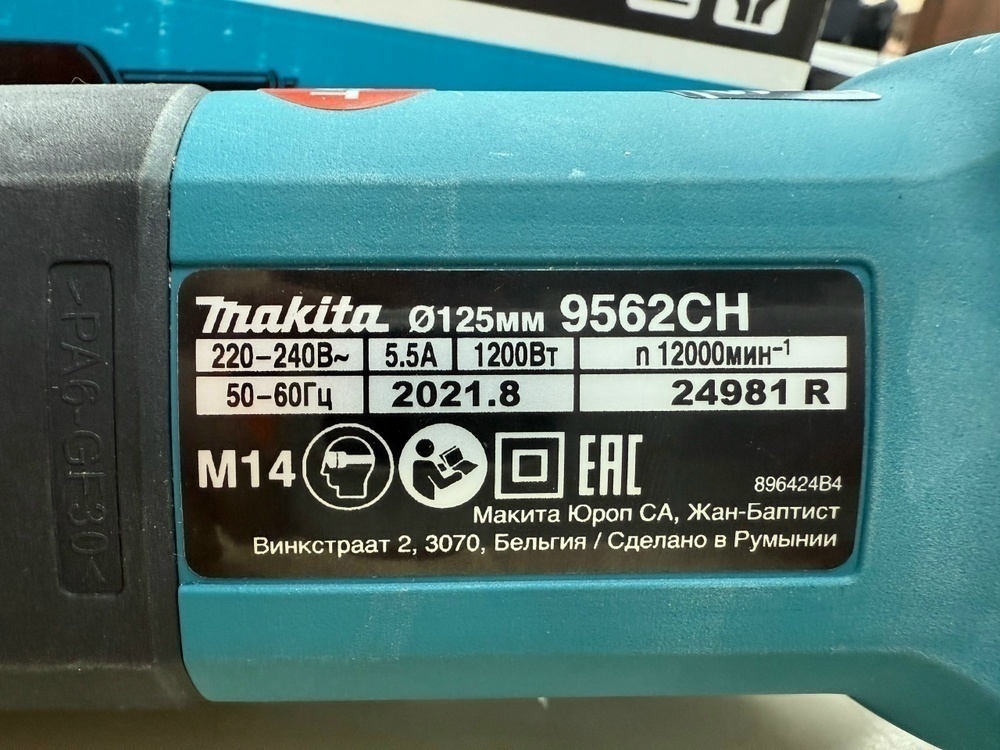 makita Ø125мм 9562CH
220-240В~ 5.5А 1200Вт n 12000мин⁻¹
50-60Гц 2021.8 24981 R
M14 EAC 896424B4
Макита Юроп СА, Жан-Баптист
Винкстраат 2, 3070, Бельгия / Сделано в Румынии
>PA6-GF30<